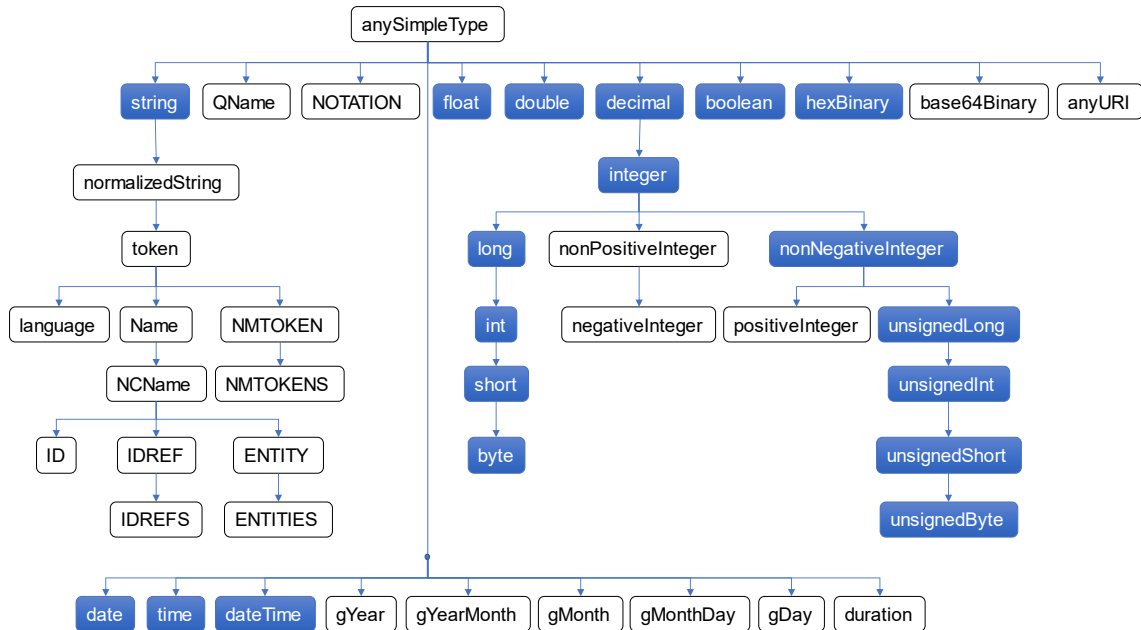 anySimpleType
string QName NOTATION float double decimal boolean hexBinary base64Binary anyURI
normalizedString integer
token long nonPositiveInteger nonNegativeInteger
language Name NMTOKEN int negativeInteger positiveInteger unsignedLong
NCName NMTOKENS short unsignedInt
ID IDREF ENTITY byte unsignedShort
IDREFS ENTITIES unsignedByte
date time dateTime gYear gYearMonth gMonth gMonthDay gDay duration